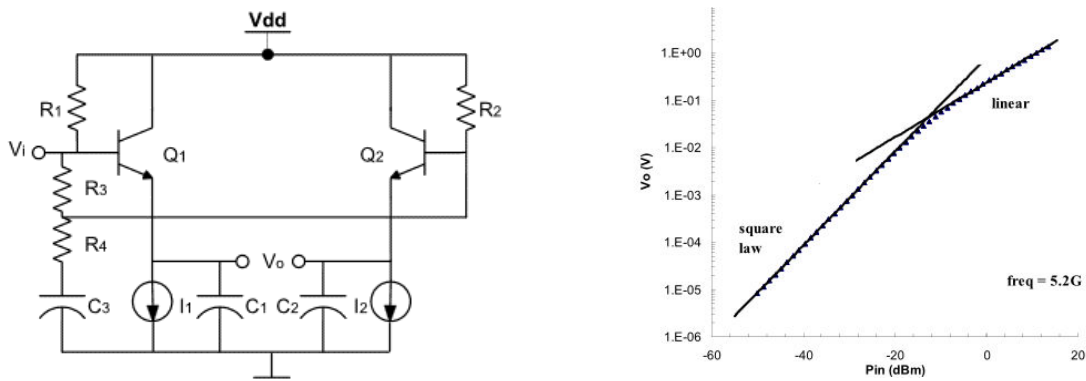 Vdd
R1
R2
Vi
Q1
Q2
R3
R4
Vo
C3
I1
C1
C2
I2
1.E+00
1.E-01
1.E-02
1.E-03
1.E-04
1.E-05
1.E-06
Vo (V)
linear
square
law
freq = 5.2G
-60
-40
-20
0
20
Pin (dBm)